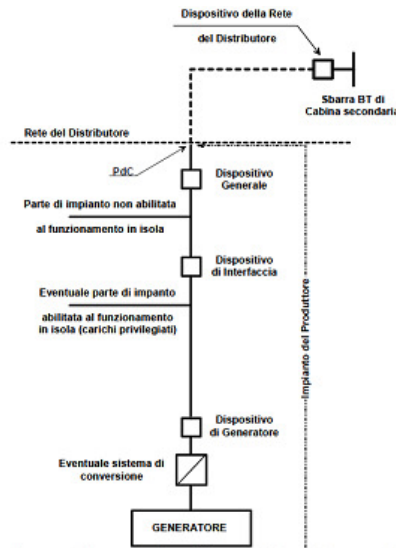 Dispositivo della Rete
del Distributore
Sbarra BT di
Cabina secondaria
Rete del Distributore
PdC
Dispositivo
Generale
Parte di impianto non abilitata
al funzionamento in isola
Dispositivo
di Interfaccia
Eventuale parte di impanto
abilitata al funzionamento
in isola (carichi privilegiati)
Impianto del Produttore
Dispositivo
di Generatore
Eventuale sistema di
conversione
GENERATORE